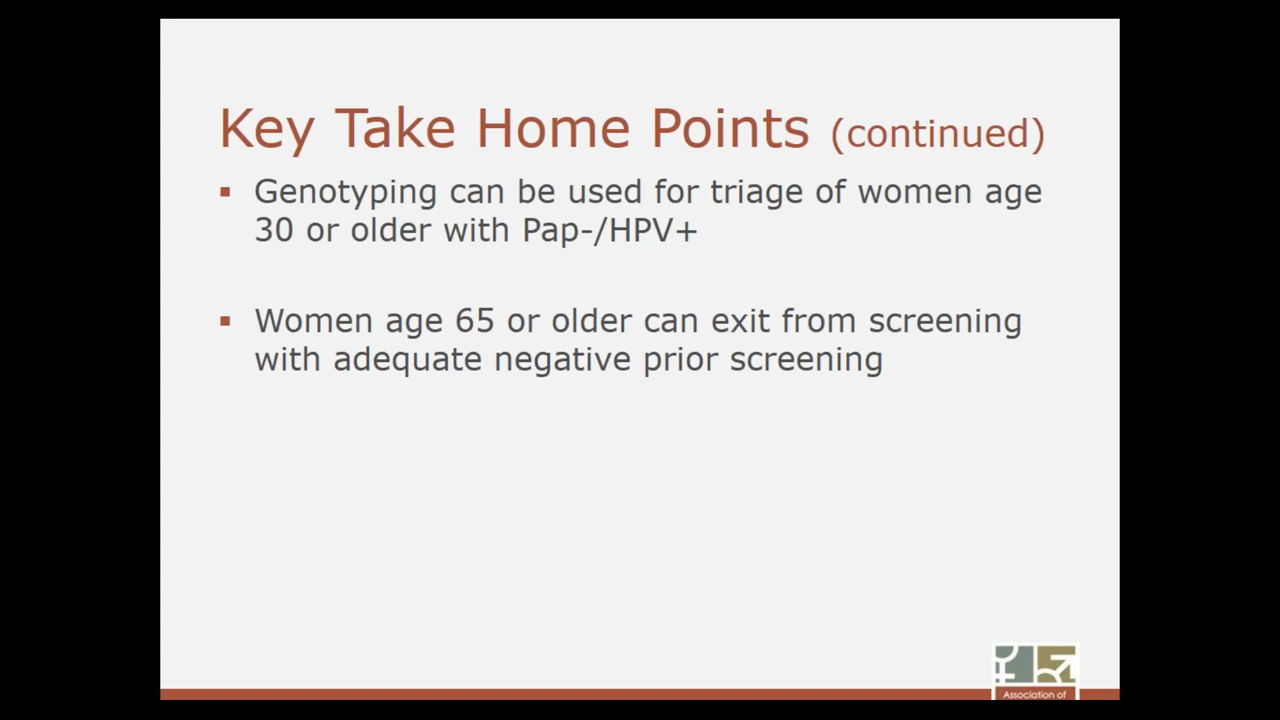 Key Take Home Points (continued)
▪ Genotyping can be used for triage of women age
30 or older with Pap-/HPV+
▪ Women age 65 or older can exit from screening
with adequate negative prior screening
Association of